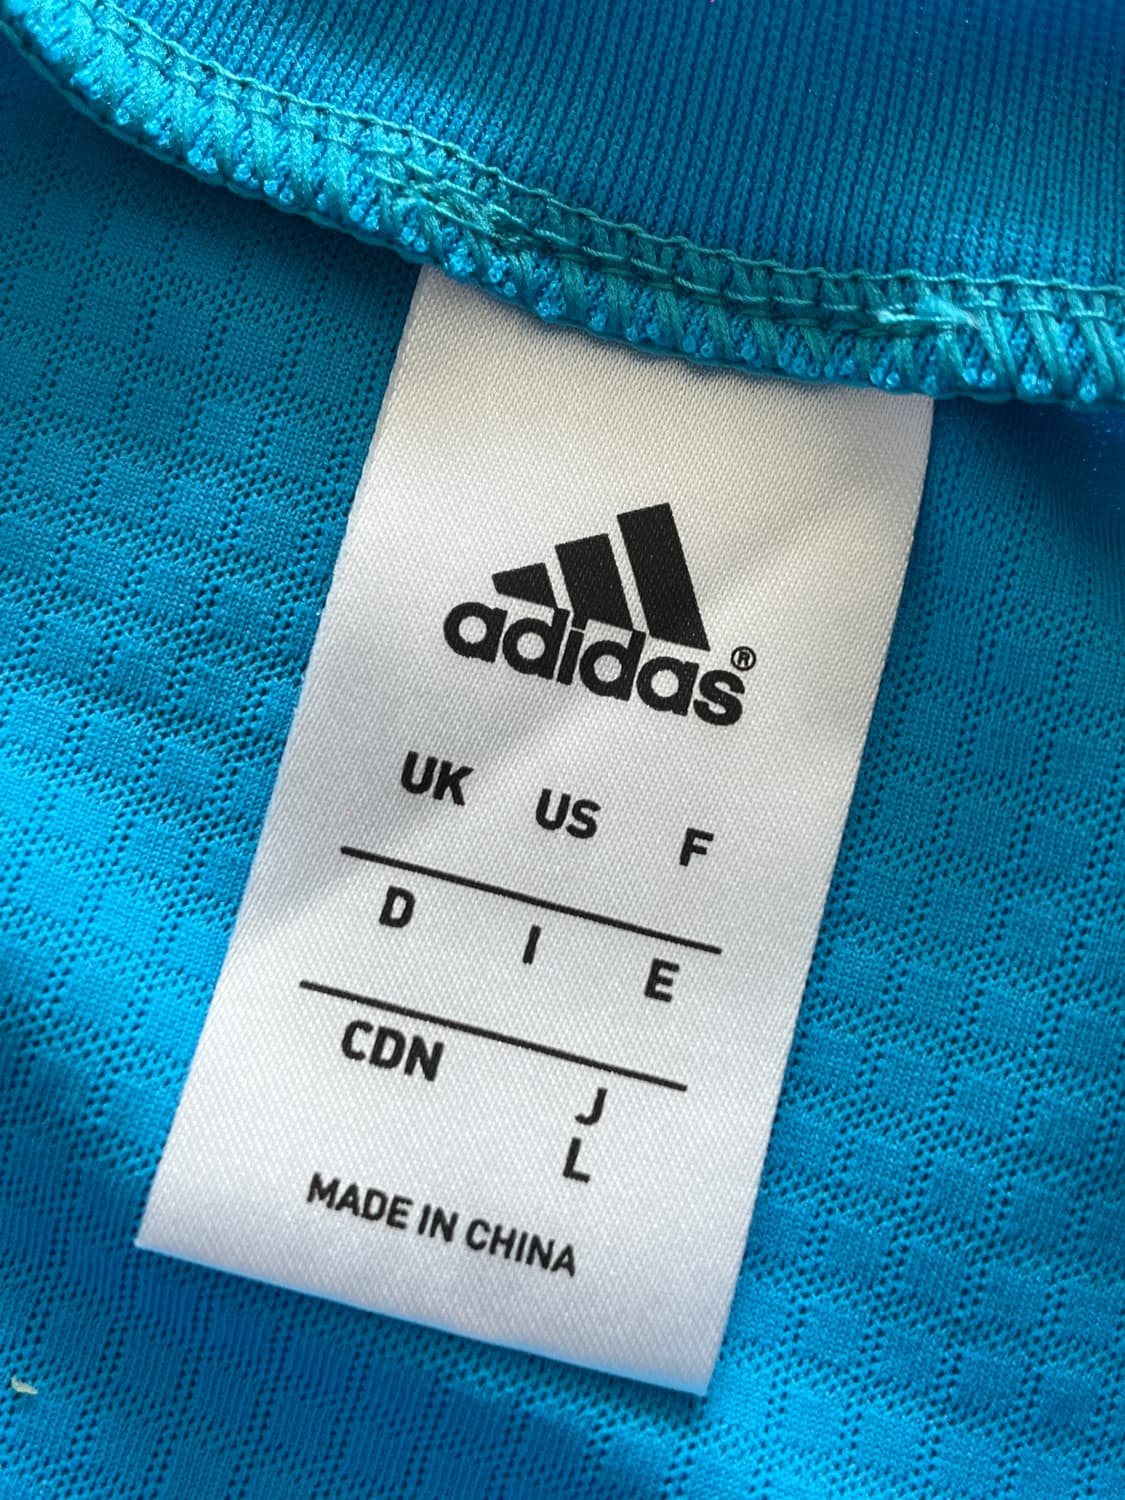 adidas®
UK US F
D I E
CDN J
L
MADE IN CHINA